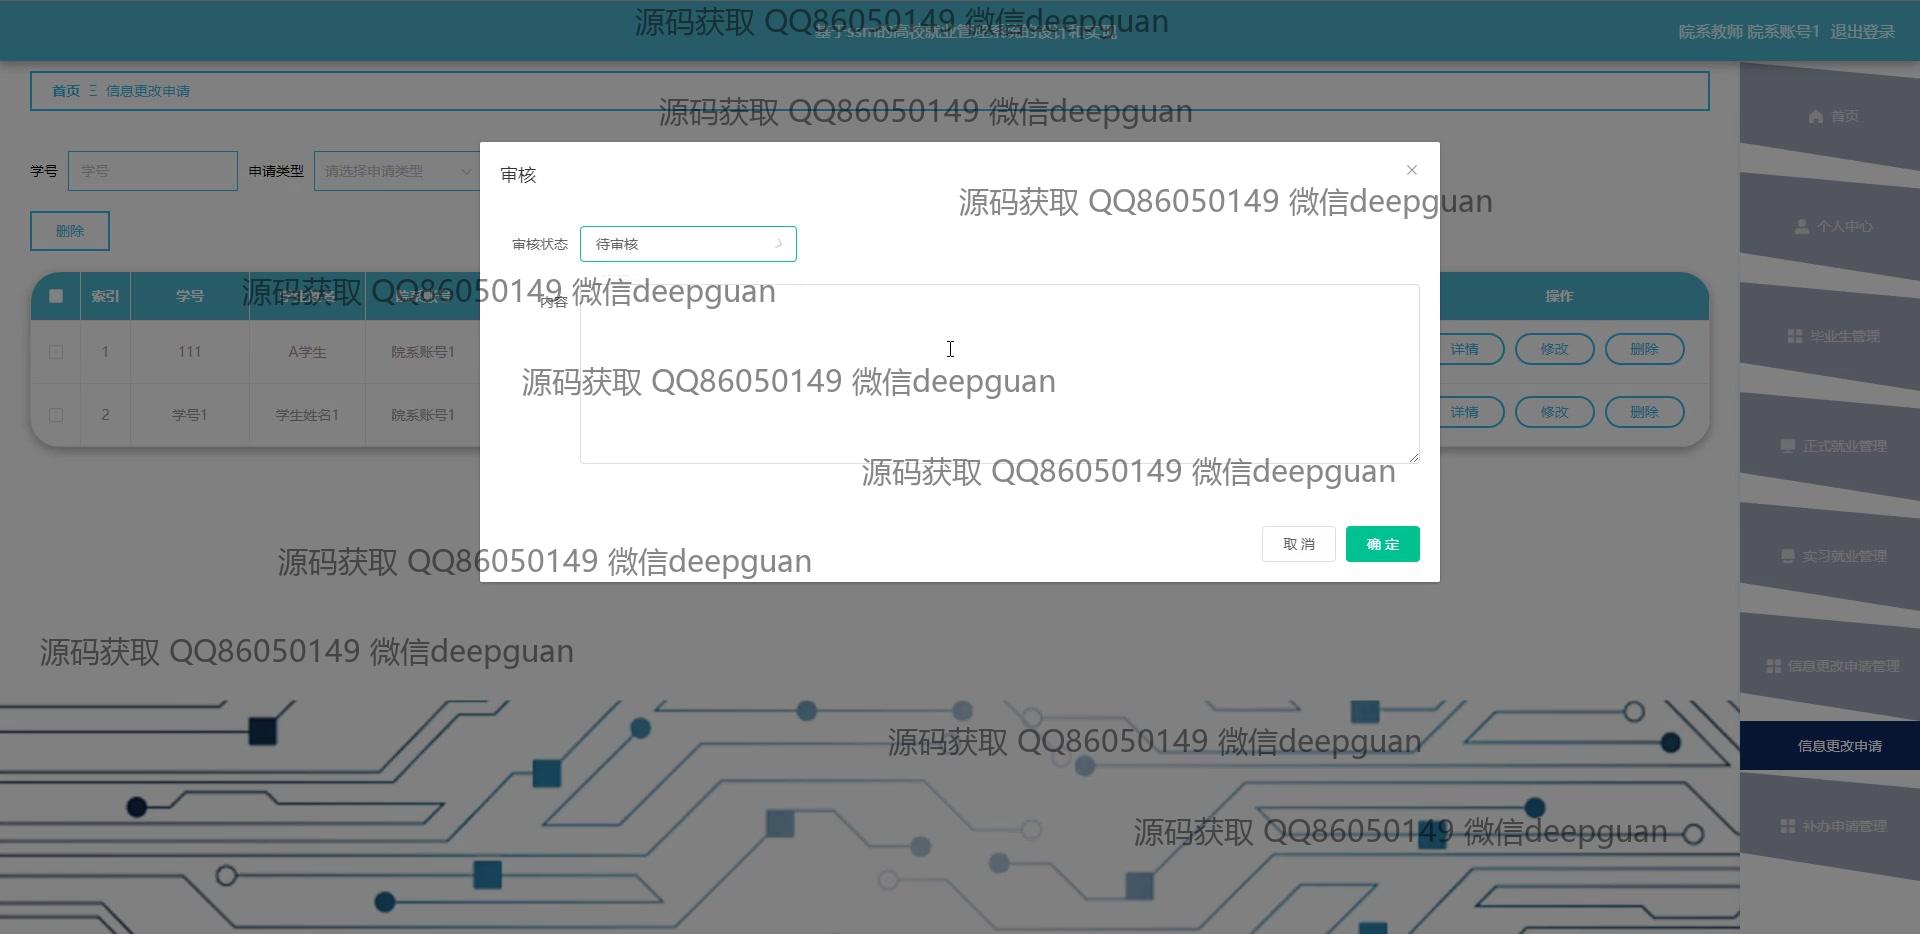 源码获取 QQ86050149 微信deepguan
基于ssm的高校就业管理系统的设计和实现
院系教师 院系账号1 退出登录
首页 Ξ 信息更改申请
源码获取 QQ86050149 微信deepguan
首页
学号 学号 申请类型 请选择申请类型
审核
源码获取 QQ86050149 微信deepguan
个人中心
删除
审核状态 待审核
源码获取 QQ86050149 微信deepguan
索引 学号 学生姓名 院系账号 操作
内容
1 111 A学生 院系账号1 详情 修改 删除
毕业生管理
源码获取 QQ86050149 微信deepguan
2 学号1 学生姓名1 院系账号1 详情 修改 删除
正式就业管理
源码获取 QQ86050149 微信deepguan
取 消 确 定
源码获取 QQ86050149 微信deepguan
实习就业管理
源码获取 QQ86050149 微信deepguan
信息更改申请管理
源码获取 QQ86050149 微信deepguan
信息更改申请
源码获取 QQ86050149 微信deepguan
补办申请管理